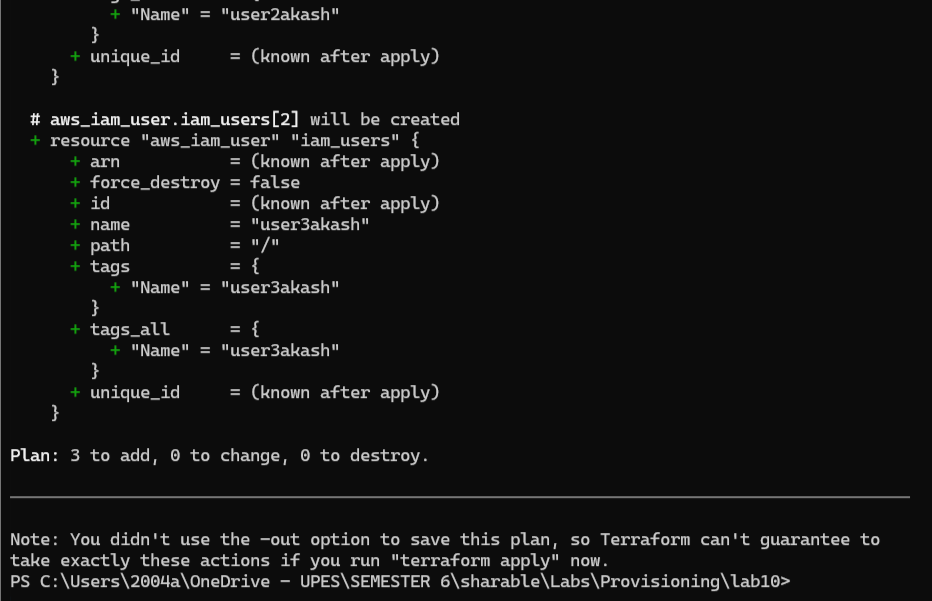 + "Name" = "user2akash"
}
+ unique_id = (known after apply)
}
# aws_iam_user.iam_users[2] will be created
+ resource "aws_iam_user" "iam_users" {
+ arn = (known after apply)
+ force_destroy = false
+ id = (known after apply)
+ name = "user3akash"
+ path = "/"
+ tags = {
+ "Name" = "user3akash"
}
+ tags_all = {
+ "Name" = "user3akash"
}
+ unique_id = (known after apply)
}
Plan: 3 to add, 0 to change, 0 to destroy.
Note: You didn't use the -out option to save this plan, so Terraform can't guarantee to
take exactly these actions if you run "terraform apply" now.
PS C:\Users\2004a\OneDrive - UPES\SEMESTER 6\sharable\Labs\Provisioning\lab10>